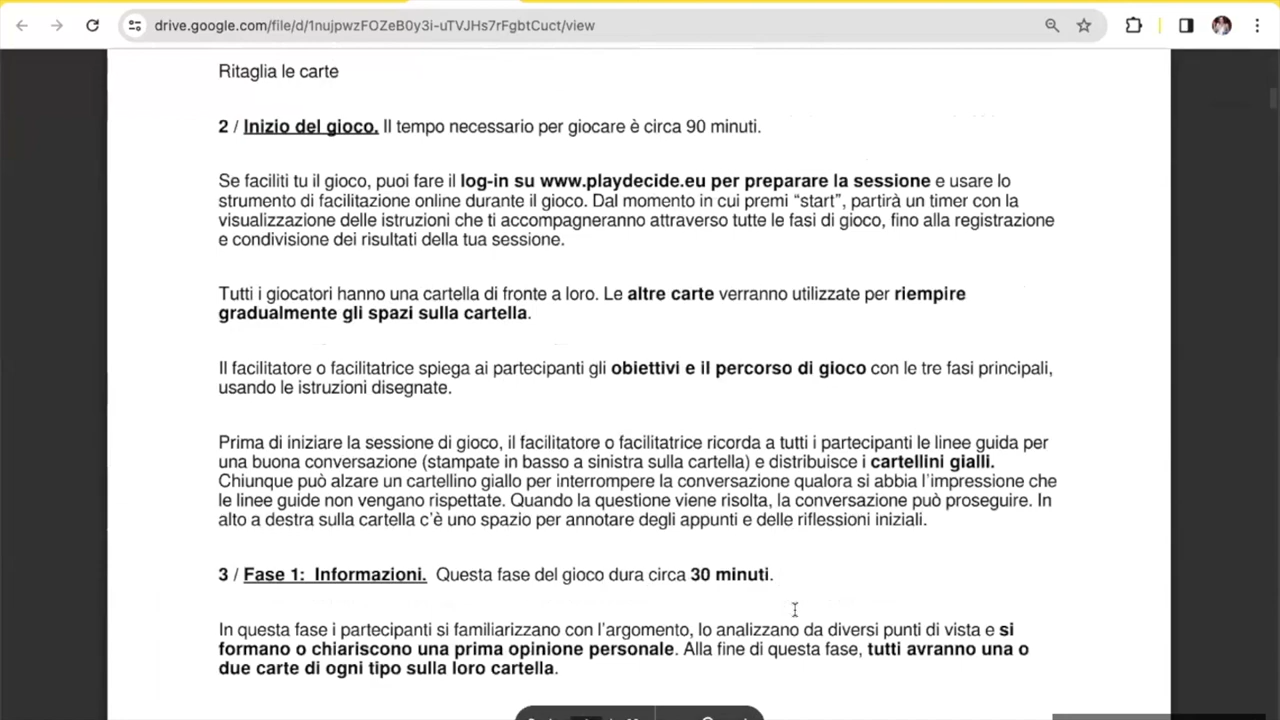 drive.google.com/file/d/1nujpwzFOZeB0y3i-uTVJHs7rFgbtCuct/view
Ritaglia le carte
2 / Inizio del gioco. Il tempo necessario per giocare è circa 90 minuti.
Se faciliti tu il gioco, puoi fare il log-in su www.playdecide.eu per preparare la sessione e usare lo
strumento di facilitazione online durante il gioco. Dal momento in cui premi “start”, partirà un timer con la
visualizzazione delle istruzioni che ti accompagneranno attraverso tutte le fasi di gioco, fino alla registrazione
e condivisione dei risultati della tua sessione.
Tutti i giocatori hanno una cartella di fronte a loro. Le altre carte verranno utilizzate per riempire
gradualmente gli spazi sulla cartella.
Il facilitatore o facilitatrice spiega ai partecipanti gli obiettivi e il percorso di gioco con le tre fasi principali,
usando le istruzioni disegnate.
Prima di iniziare la sessione di gioco, il facilitatore o facilitatrice ricorda a tutti i partecipanti le linee guida per
una buona conversazione (stampate in basso a sinistra sulla cartella) e distribuisce i cartellini gialli.
Chiunque può alzare un cartellino giallo per interrompere la conversazione qualora si abbia l’impressione che
le linee guide non vengano rispettate. Quando la questione viene risolta, la conversazione può proseguire. In
alto a destra sulla cartella c’è uno spazio per annotare degli appunti e delle riflessioni iniziali.
3 / Fase 1: Informazioni. Questa fase del gioco dura circa 30 minuti.
In questa fase i partecipanti si familiarizzano con l’argomento, lo analizzano da diversi punti di vista e si
formano o chiariscono una prima opinione personale. Alla fine di questa fase, tutti avranno una o
due carte di ogni tipo sulla loro cartella.